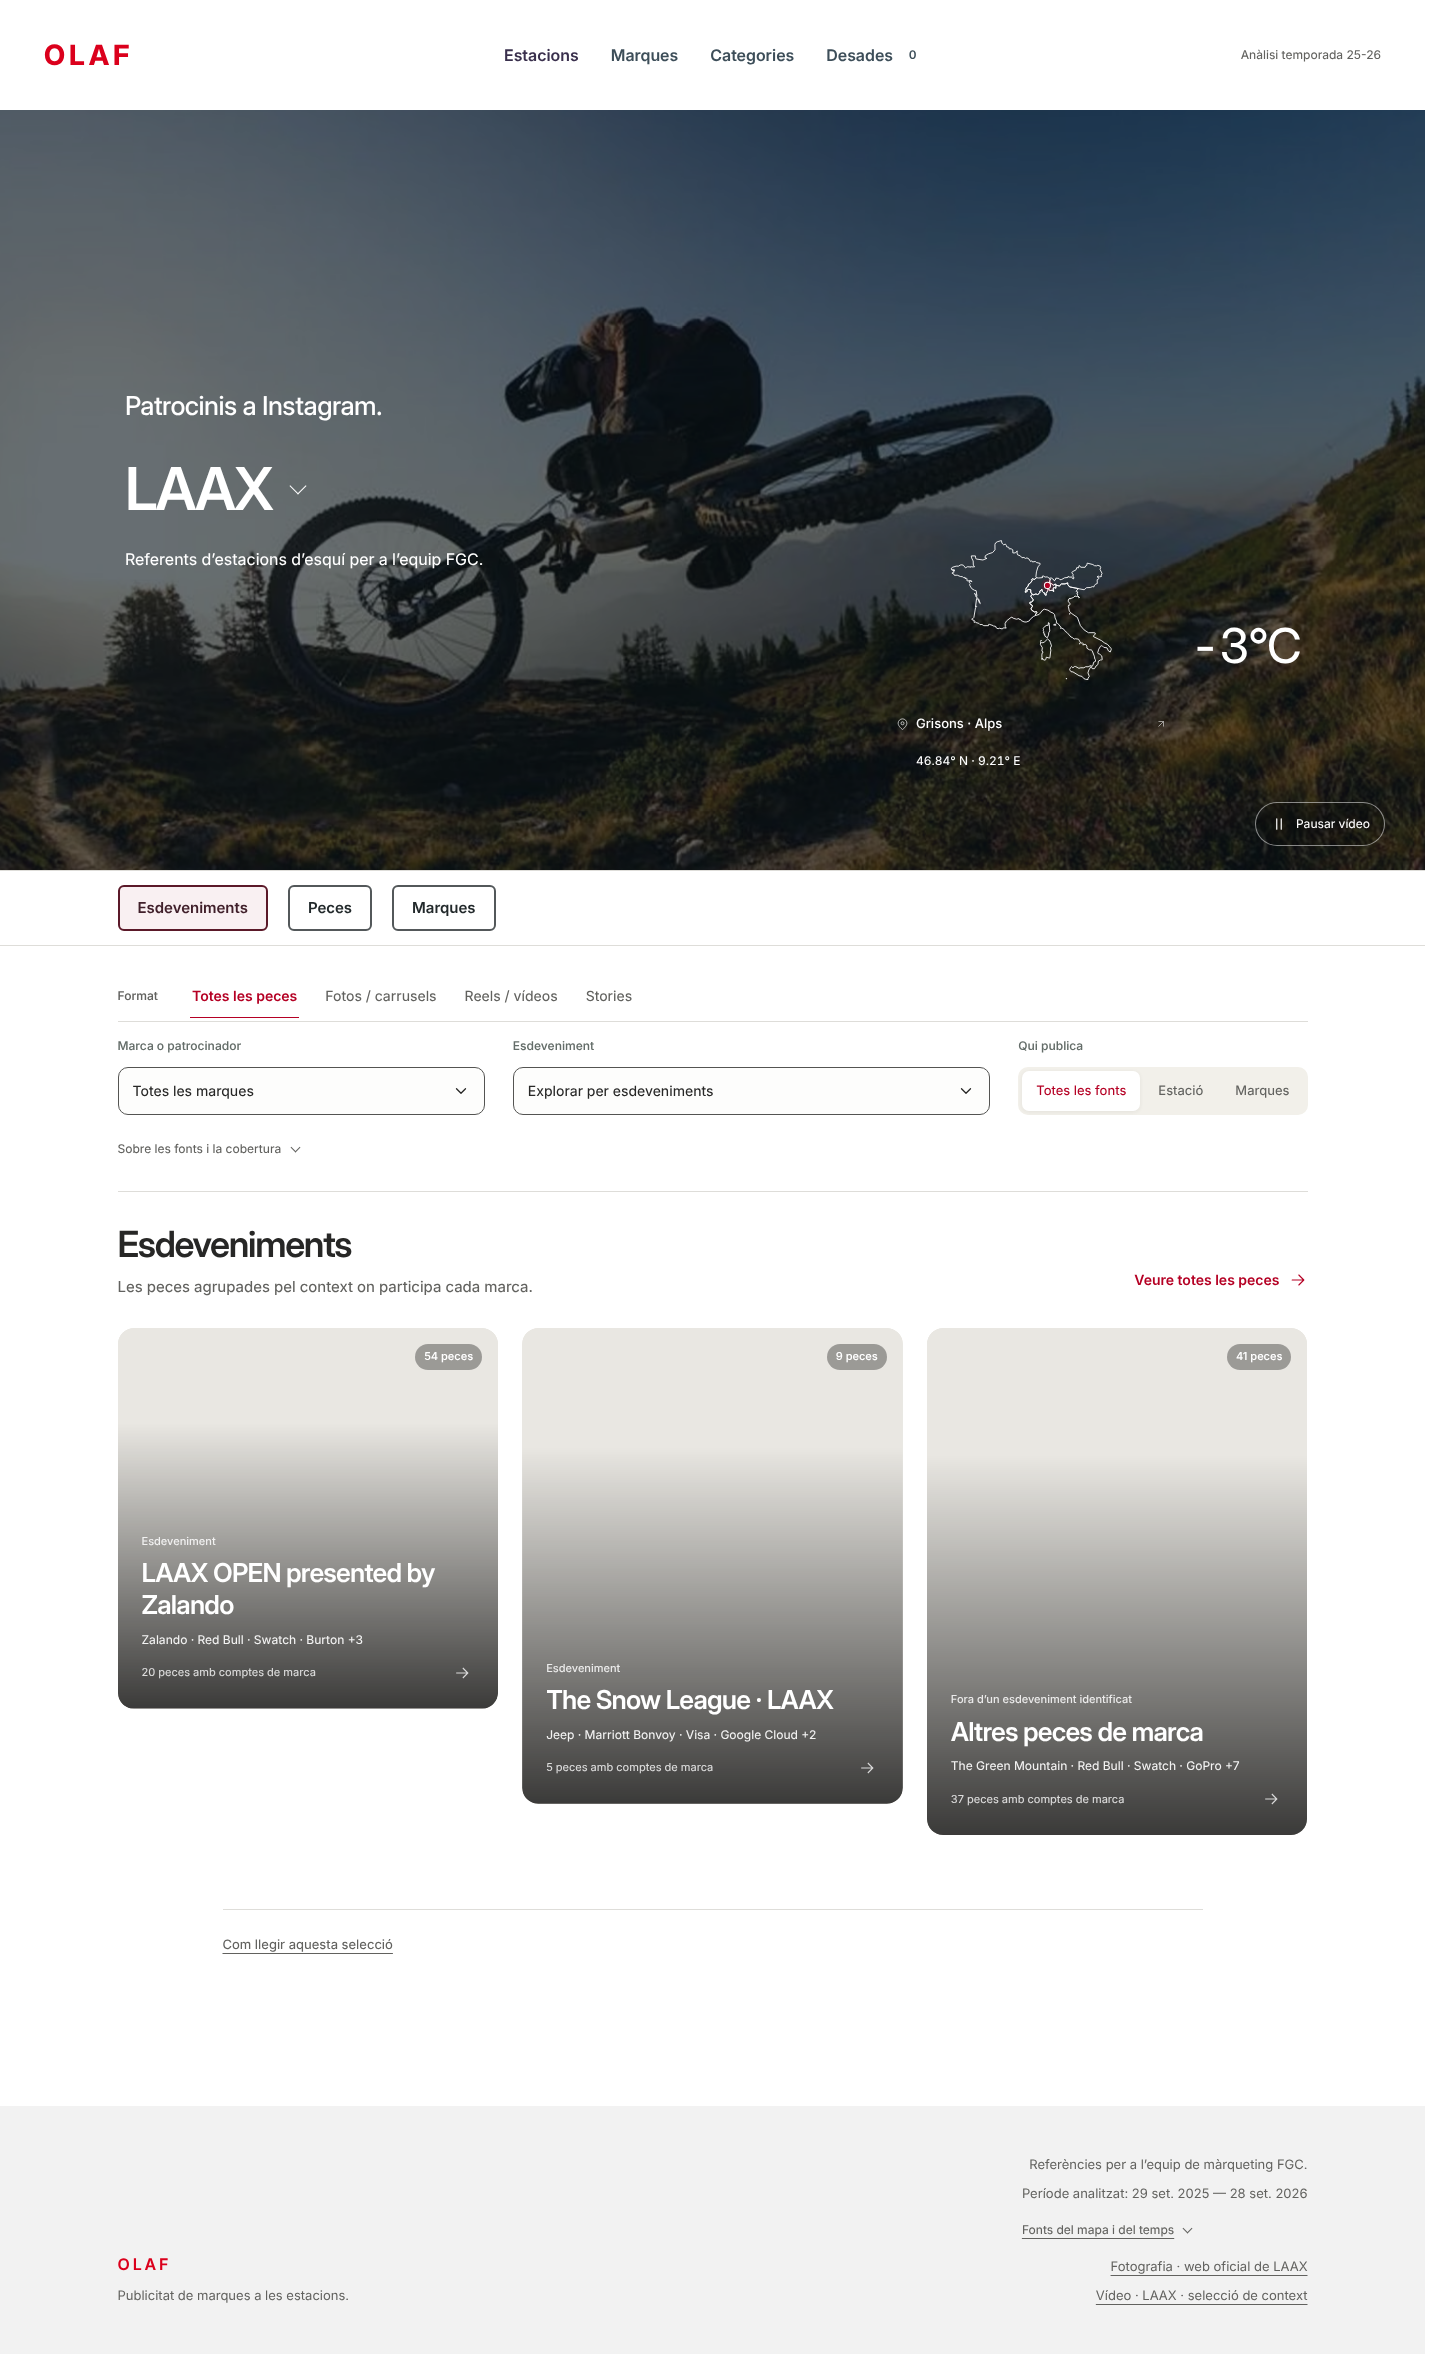 OLAF
Estacions
Marques
Categories
Desades 0
Anàlisi temporada 25-26
Patrocinis a Instagram.
LAAX
Referents d’estacions d’esquí per a l’equip FGC.
-3°C
Grisons · Alps
46.84° N · 9.21° E
Pausar vídeo
Esdeveniments
Peces
Marques
Format
Totes les peces
Fotos / carrusels
Reels / vídeos
Stories
Marca o patrocinador
Totes les marques
Esdeveniment
Explorar per esdeveniments
Qui publica
Totes les fonts
Estació
Marques
Sobre les fonts i la cobertura
Esdeveniments
Les peces agrupades pel context on participa cada marca.
Veure totes les peces
54 peces
Esdeveniment
LAAX OPEN presented by
Zalando
Zalando · Red Bull · Swatch · Burton +3
20 peces amb comptes de marca
9 peces
Esdeveniment
The Snow League · LAAX
Jeep · Marriott Bonvoy · Visa · Google Cloud +2
5 peces amb comptes de marca
41 peces
Fora d’un esdeveniment identificat
Altres peces de marca
The Green Mountain · Red Bull · Swatch · GoPro +7
37 peces amb comptes de marca
Com llegir aquesta selecció
OLAF
Publicitat de marques a les estacions.
Referències per a l’equip de màrqueting FGC.
Període analitzat: 29 set. 2025 — 28 set. 2026
Fonts del mapa i del temps
Fotografia · web oficial de LAAX
Vídeo · LAAX · selecció de context